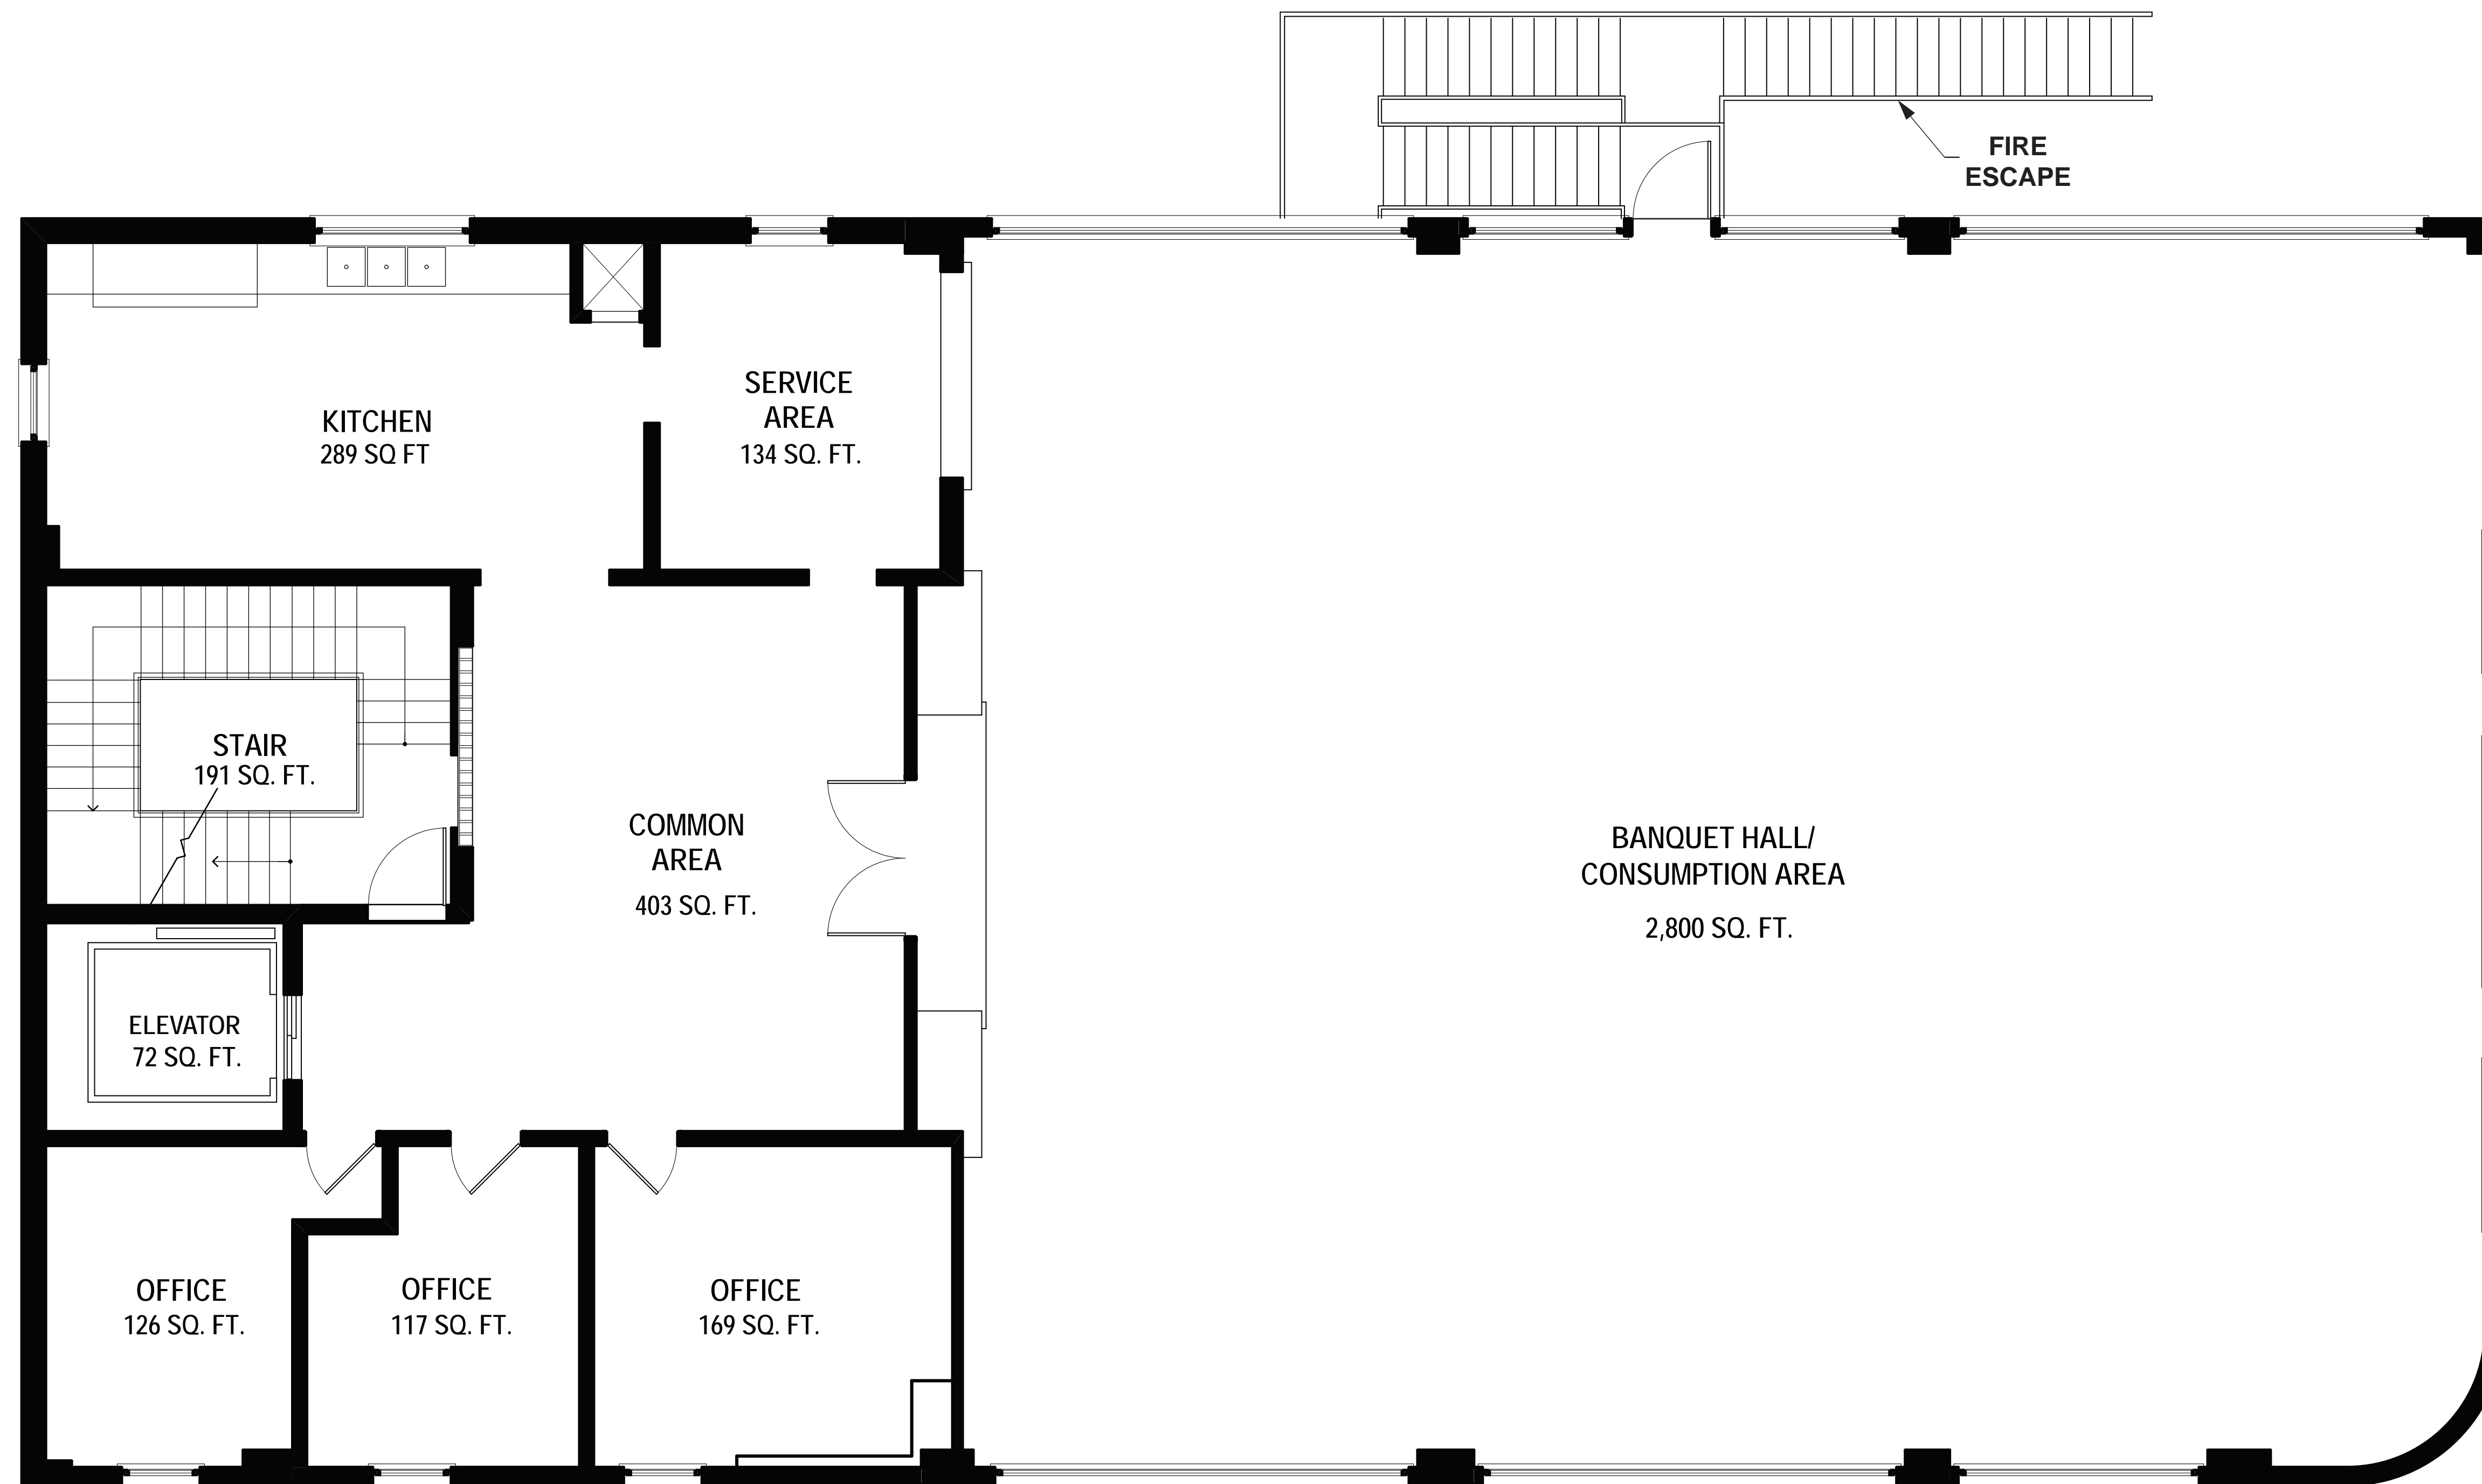 FIRE
ESCAPE
KITCHEN
289 SQ FT
SERVICE
AREA
134 SQ. FT.
STAIR
191 SQ. FT.
COMMON
AREA
403 SQ. FT.
BANQUET HALL/
CONSUMPTION AREA
2,800 SQ. FT.
ELEVATOR
72 SQ. FT.
OFFICE
126 SQ. FT.
OFFICE
117 SQ. FT.
OFFICE
169 SQ. FT.